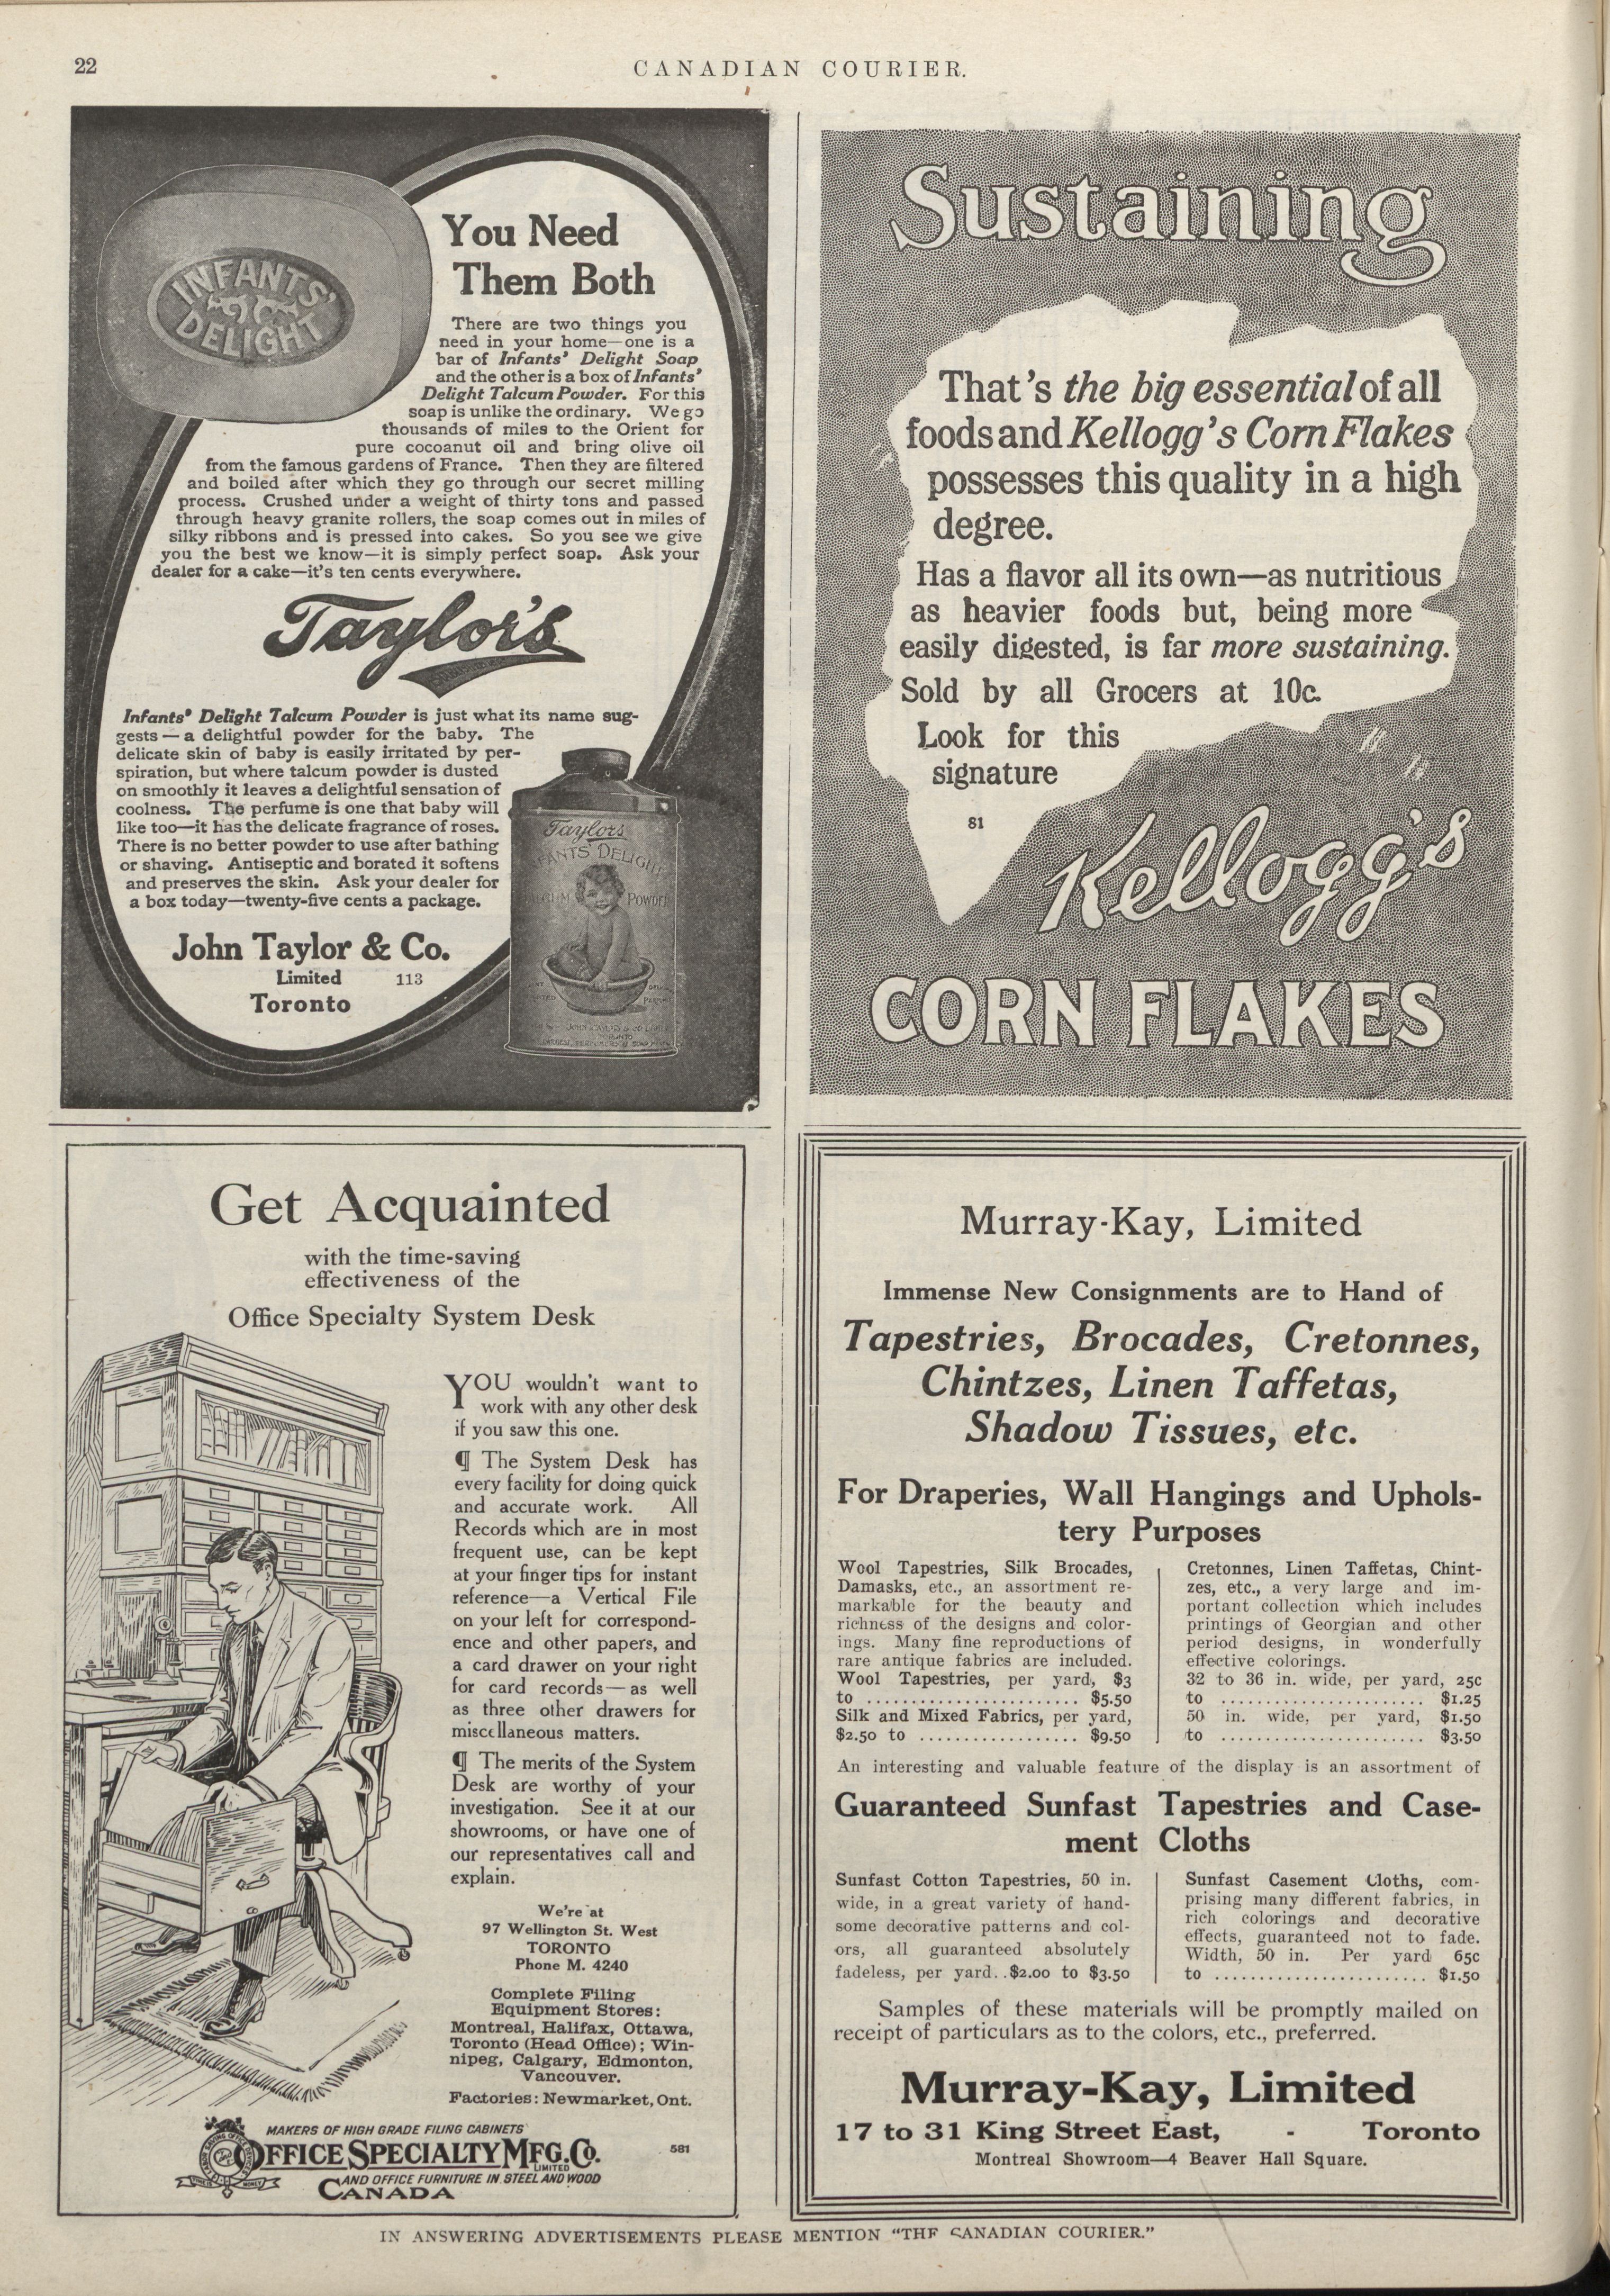 22
CANADIAN COURIER.
INFANTS'
DELIGHT
You Need
Them Both
There are two things you
need in your home—one is a
bar of Infants' Delight Soap
and the other is a box of Infants'
Delight Talcum Powder. For this
soap is unlike the ordinary. We go
thousands of miles to the Orient for
pure cocoanut oil and bring olive oil
from the famous gardens of France. Then they are filtered
and boiled after which they go through our secret milling
process. Crushed under a weight of thirty tons and passed
through heavy granite rollers, the soap comes out in miles of
silky ribbons and is pressed into cakes. So you see we give
you the best we know—it is simply perfect soap. Ask your
dealer for a cake—it's ten cents everywhere.
Taylor's
Infants' Delight Talcum Powder is just what its name sug-
gests — a delightful powder for the baby. The
delicate skin of baby is easily irritated by per-
spiration, but where talcum powder is dusted
on smoothly it leaves a delightful sensation of
coolness. The perfume is one that baby will
like too—it has the delicate fragrance of roses.
There is no better powder to use after bathing
or shaving. Antiseptic and borated it softens
and preserves the skin. Ask your dealer for
a box today—twenty-five cents a package.
John Taylor & Co.
Limited 113
Toronto
Taylors
FANTS' DELIGH
POWDER
Sustaining
That's the big essential of all
foods and Kellogg's Corn Flakes
possesses this quality in a high
degree.
Has a flavor all its own—as nutritious
as heavier foods but, being more
easily digested, is far more sustaining.
Sold by all Grocers at 10c.
Look for this
signature
81
Kellogg's
CORN FLAKES
Get Acquainted
with the time-saving
effectiveness of the
Office Specialty System Desk
YOU wouldn't want to
work with any other desk
if you saw this one.
¶ The System Desk has
every facility for doing quick
and accurate work. All
Records which are in most
frequent use, can be kept
at your finger tips for instant
reference—a Vertical File
on your left for correspond-
ence and other papers, and
a card drawer on your right
for card records—as well
as three other drawers for
miscellaneous matters.
¶ The merits of the System
Desk are worthy of your
investigation. See it at our
showrooms, or have one of
our representatives call and
explain.
We're at
97 Wellington St. West
TORONTO
Phone M. 4240
Complete Filing
Equipment Stores:
Montreal, Halifax, Ottawa,
Toronto (Head Office); Win-
nipeg, Calgary, Edmonton,
Vancouver.
Factories: Newmarket, Ont.
MAKERS OF HIGH GRADE FILING CABINETS
OFFICE SPECIALTY MFG. CO.
LIMITED
AND OFFICE FURNITURE IN STEEL AND WOOD
CANADA
581
Murray-Kay, Limited
Immense New Consignments are to Hand of
Tapestries, Brocades, Cretonnes,
Chintzes, Linen Taffetas,
Shadow Tissues, etc.
For Draperies, Wall Hangings and Uphols-
tery Purposes
Wool Tapestries, Silk Brocades,
Damasks, etc., an assortment re-
markable for the beauty and
richness of the designs and color-
ings. Many fine reproductions of
rare antique fabrics are included.
Wool Tapestries, per yard, $3
to ........................ $5.50
Silk and Mixed Fabrics, per yard,
$2.50 to .................. $9.50
Cretonnes, Linen Taffetas, Chint-
zes, etc., a very large and im-
portant collection which includes
printings of Georgian and other
period designs, in wonderfully
effective colorings.
32 to 36 in. wide, per yard, 25c
to ....................... $1.25
50 in. wide, per yard, $1.50
to ....................... $3.50
An interesting and valuable feature of the display is an assortment of
Guaranteed Sunfast Tapestries and Case-
ment Cloths
Sunfast Cotton Tapestries, 50 in.
wide, in a great variety of hand-
some decorative patterns and col-
ors, all guaranteed absolutely
fadeless, per yard..$2.00 to $3.50
Sunfast Casement Cloths, com-
prising many different fabrics, in
rich colorings and decorative
effects, guaranteed not to fade.
Width, 50 in. Per yard 65c
to ........................ $1.50
Samples of these materials will be promptly mailed on
receipt of particulars as to the colors, etc., preferred.
Murray-Kay, Limited
17 to 31 King Street East, - Toronto
Montreal Showroom—4 Beaver Hall Square.
IN ANSWERING ADVERTISEMENTS PLEASE MENTION "THE CANADIAN COURIER."